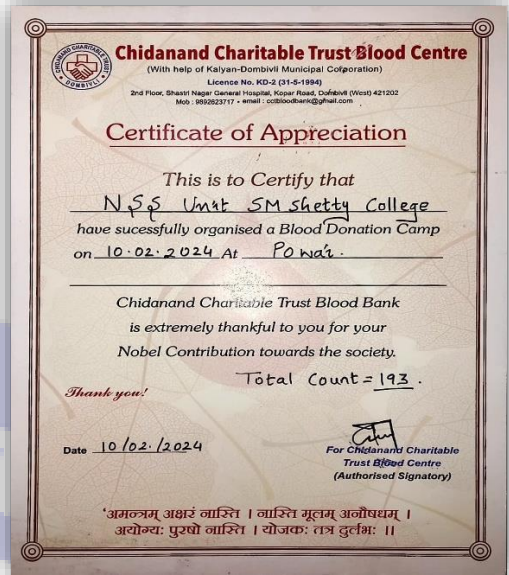 CHIDANAND CHARITABLE TRUST
DOMBIVLI
Chidanand Charitable Trust Blood Centre
(With help of Kalyan-Dombivli Municipal Corporation)
Licence No. KD-2 (31-5-1994)
2nd Floor, Shastri Nagar General Hospital, Kopar Road, Dombivli (West) 421202
Mob : 9892623717 • email : cctbloodbank@gmail.com
Certificate of Appreciation
This is to Certify that
NSS Unit SM Shetty College
have sucessfully organised a Blood Donation Camp
on 10.02.2024 At Powai.
Chidanand Charitable Trust Blood Bank
is extremely thankful to you for your
Nobel Contribution towards the society.
Total Count = 193.
Thank you!
Date 10/02./2024
For Chidanand Charitable
Trust Blood Centre
(Authorised Signatory)
'अमन्त्रम् अक्षरं नास्ति । नास्ति मूलम् अनौषधम् ।
अयोग्यः पुरषो नास्ति । योजकः तत्र दुर्लभः ।।